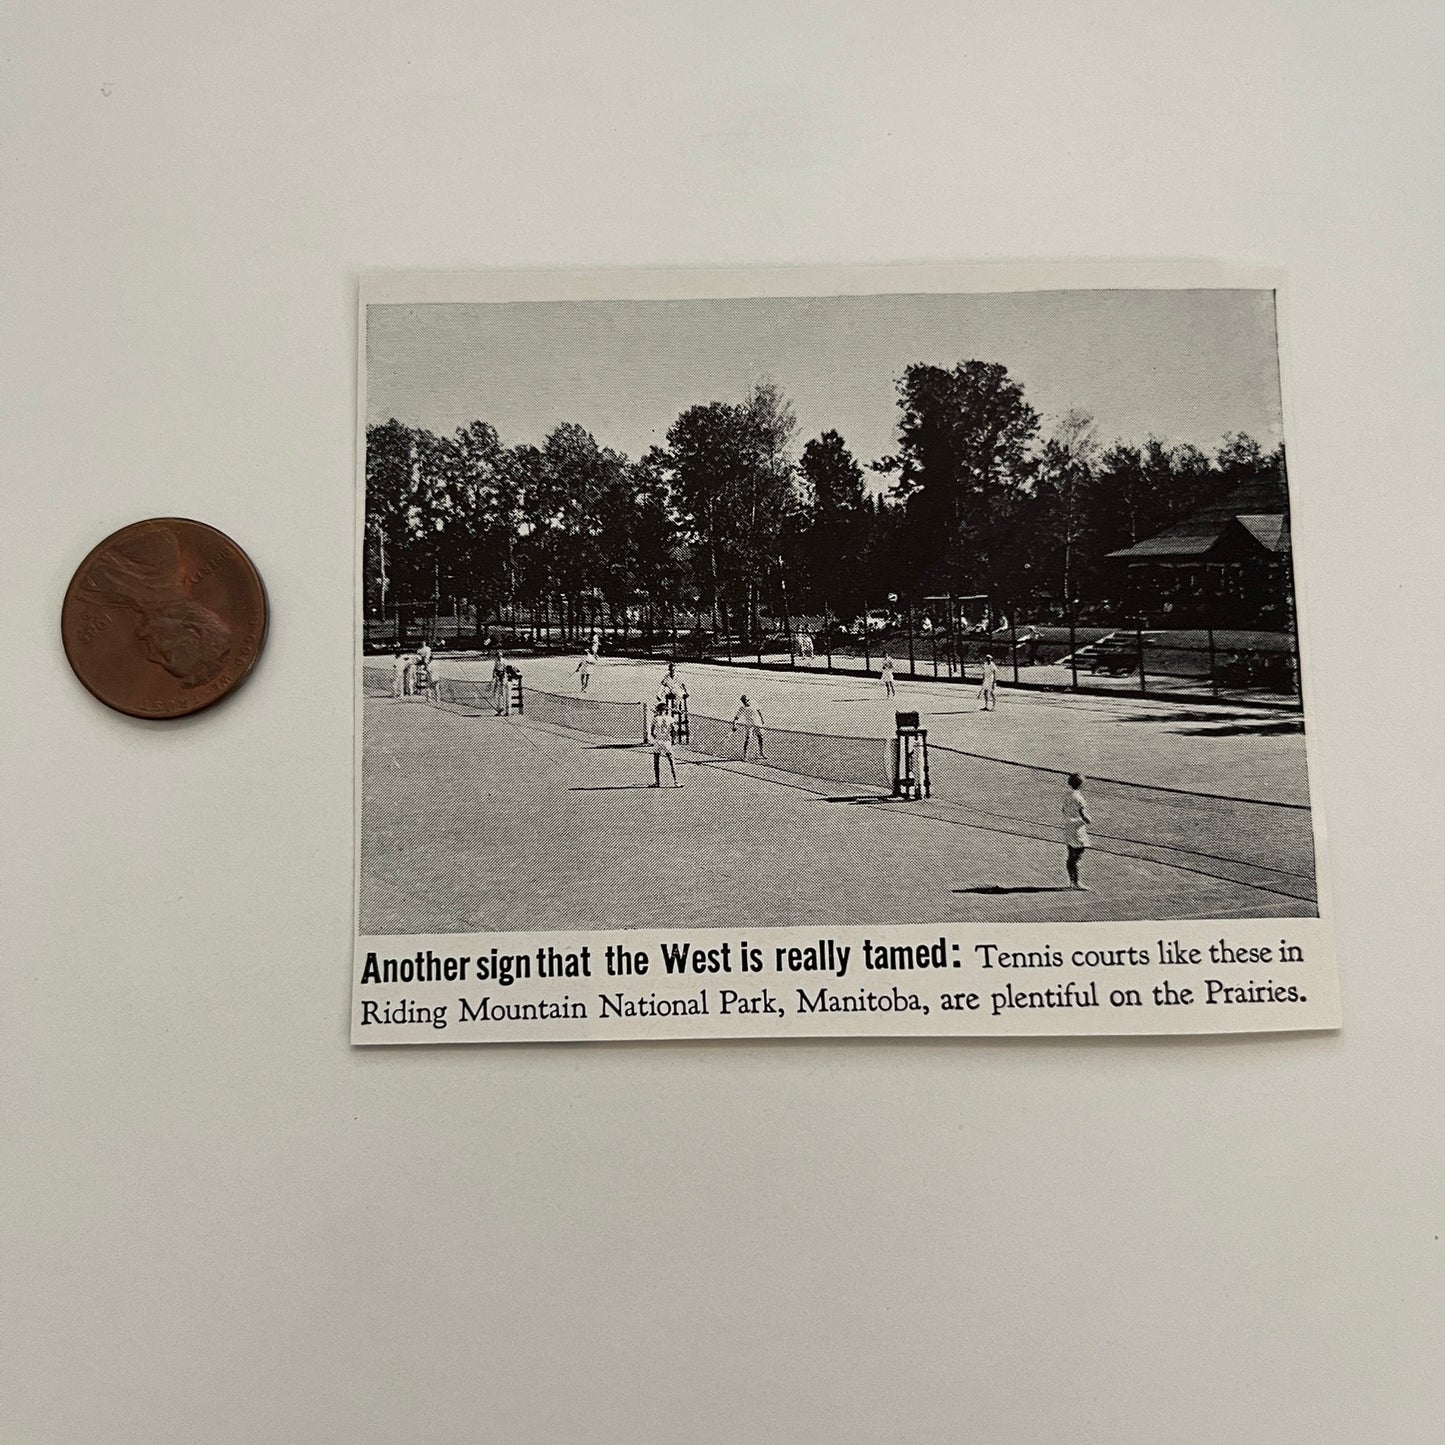 Another sign that the West is really tamed: Tennis courts like these in
Riding Mountain National Park, Manitoba, are plentiful on the Prairies.